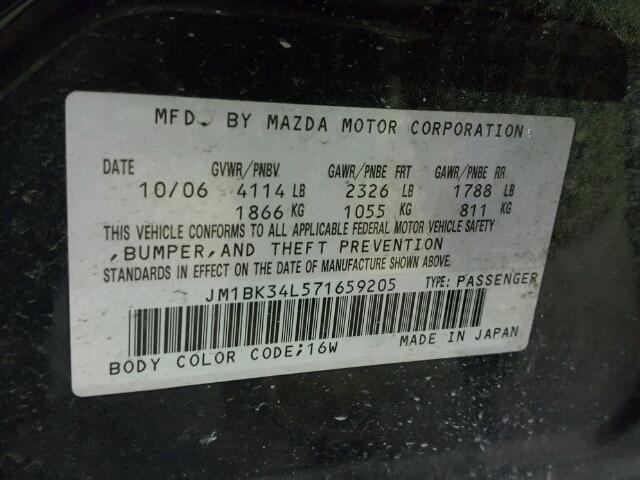 MFD. BY MAZDA MOTOR CORPORATION
DATE GVWR/PNBV GAWR/PNBE FRT GAWR/PNBE RR
10/06 4114 LB 2326 LB 1788 LB
1866 KG 1055 KG 811 KG
THIS VEHICLE CONFORMS TO ALL APPLICABLE FEDERAL MOTOR VEHICLE SAFETY
,BUMPER,AND THEFT PREVENTION
STANDARDS IN EFFECT ON THE DATE OF MANUFACTURE SHOWN ABOVE.
JM1BK34L571659205 TYPE: PASSENGER
BODY COLOR CODE;16W MADE IN JAPAN